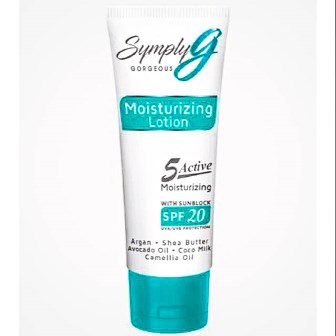 Symply G
GORGEOUS
Moisturizing
Lotion
5 Active
Moisturizing
WITH SUNBLOCK
SPF 20
UVA/UVB PROTECTION
Argan • Shea Butter
Avocado Oil • Coco Milk
Camellia Oil